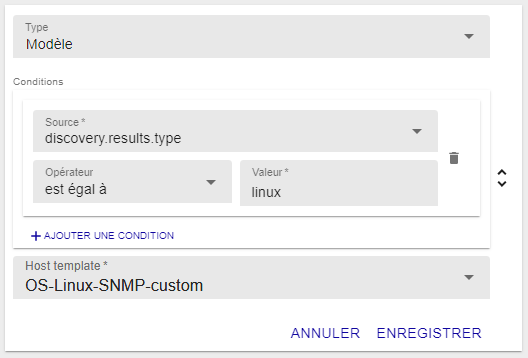 Type
Modèle
Conditions
Source *
discovery.results.type
Opérateur
est égal à
Valeur *
linux
+ AJOUTER UNE CONDITION
Host template *
OS-Linux-SNMP-custom
ANNULER ENREGISTRER